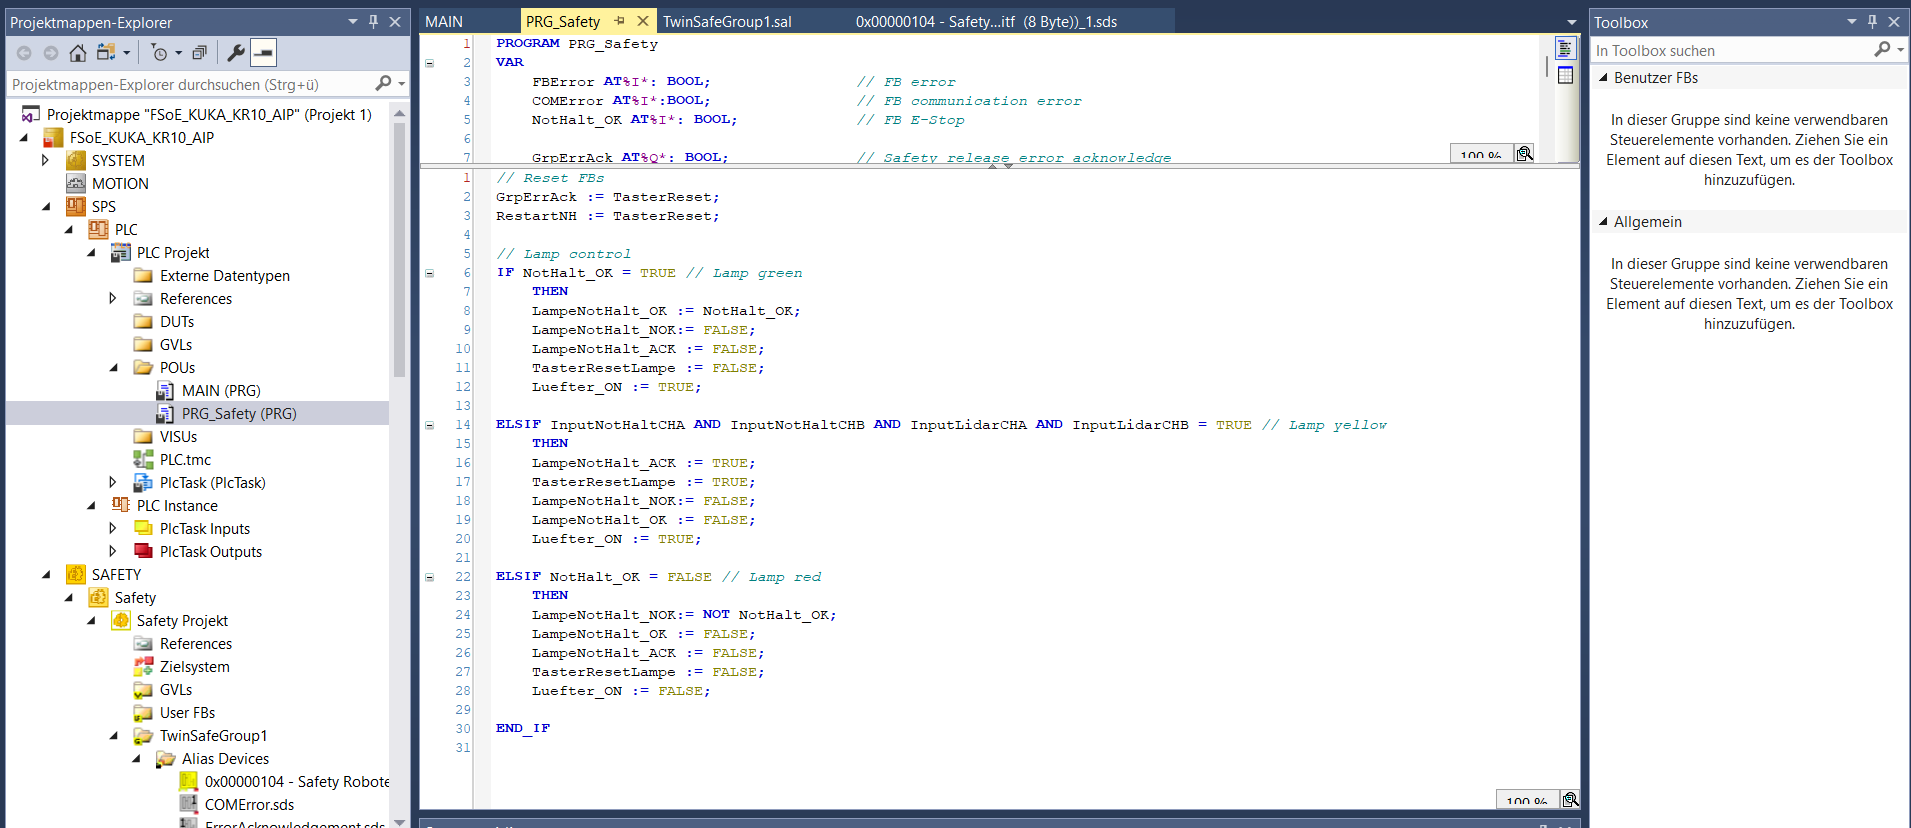 Projektmappen-Explorer
Projektmappen-Explorer durchsuchen (Strg+ü)
Projektmappe "FSoE_KUKA_KR10_AIP" (Projekt 1)
FSoE_KUKA_KR10_AIP
SYSTEM
MOTION
SPS
PLC
PLC Projekt
Externe Datentypen
References
DUTs
GVLs
POUs
MAIN (PRG)
PRG_Safety (PRG)
VISUs
PLC.tmc
PlcTask (PlcTask)
PLC Instance
PlcTask Inputs
PlcTask Outputs
SAFETY
Safety
Safety Projekt
References
Zielsystem
GVLs
User FBs
TwinSafeGroup1
Alias Devices
0x00000104 - Safety Robote
COMError.sds
ErrorAcknowledgement.sds
MAIN
PRG_Safety
TwinSafeGroup1.sal
0x00000104 - Safety...itf (8 Byte))_1.sds
1 PROGRAM PRG_Safety
2 VAR
3 FBError AT%I*: BOOL; // FB error
4 COMError AT%I*:BOOL; // FB communication error
5 NotHalt_OK AT%I*: BOOL; // FB E-Stop
6
7 GrpErrAck AT%Q*: BOOL; // Safety release error acknowledge
100 %
1 // Reset FBs
2 GrpErrAck := TasterReset;
3 RestartNH := TasterReset;
4
5 // Lamp control
6 IF NotHalt_OK = TRUE // Lamp green
7 THEN
8 LampeNotHalt_OK := NotHalt_OK;
9 LampeNotHalt_NOK:= FALSE;
10 LampeNotHalt_ACK := FALSE;
11 TasterResetLampe := FALSE;
12 Luefter_ON := TRUE;
13
14 ELSIF InputNotHaltCHA AND InputNotHaltCHB AND InputLidarCHA AND InputLidarCHB = TRUE // Lamp yellow
15 THEN
16 LampeNotHalt_ACK := TRUE;
17 TasterResetLampe := TRUE;
18 LampeNotHalt_NOK:= FALSE;
19 LampeNotHalt_OK := FALSE;
20 Luefter_ON := TRUE;
21
22 ELSIF NotHalt_OK = FALSE // Lamp red
23 THEN
24 LampeNotHalt_NOK:= NOT NotHalt_OK;
25 LampeNotHalt_OK := FALSE;
26 LampeNotHalt_ACK := FALSE;
27 TasterResetLampe := FALSE;
28 Luefter_ON := FALSE;
29
30 END_IF
31
100 %
Toolbox
In Toolbox suchen
Benutzer FBs
In dieser Gruppe sind keine verwendbaren
Steuerelemente vorhanden. Ziehen Sie ein
Element auf diesen Text, um es der Toolbox
hinzuzufügen.
Allgemein
In dieser Gruppe sind keine verwendbaren
Steuerelemente vorhanden. Ziehen Sie ein
Element auf diesen Text, um es der Toolbox
hinzuzufügen.